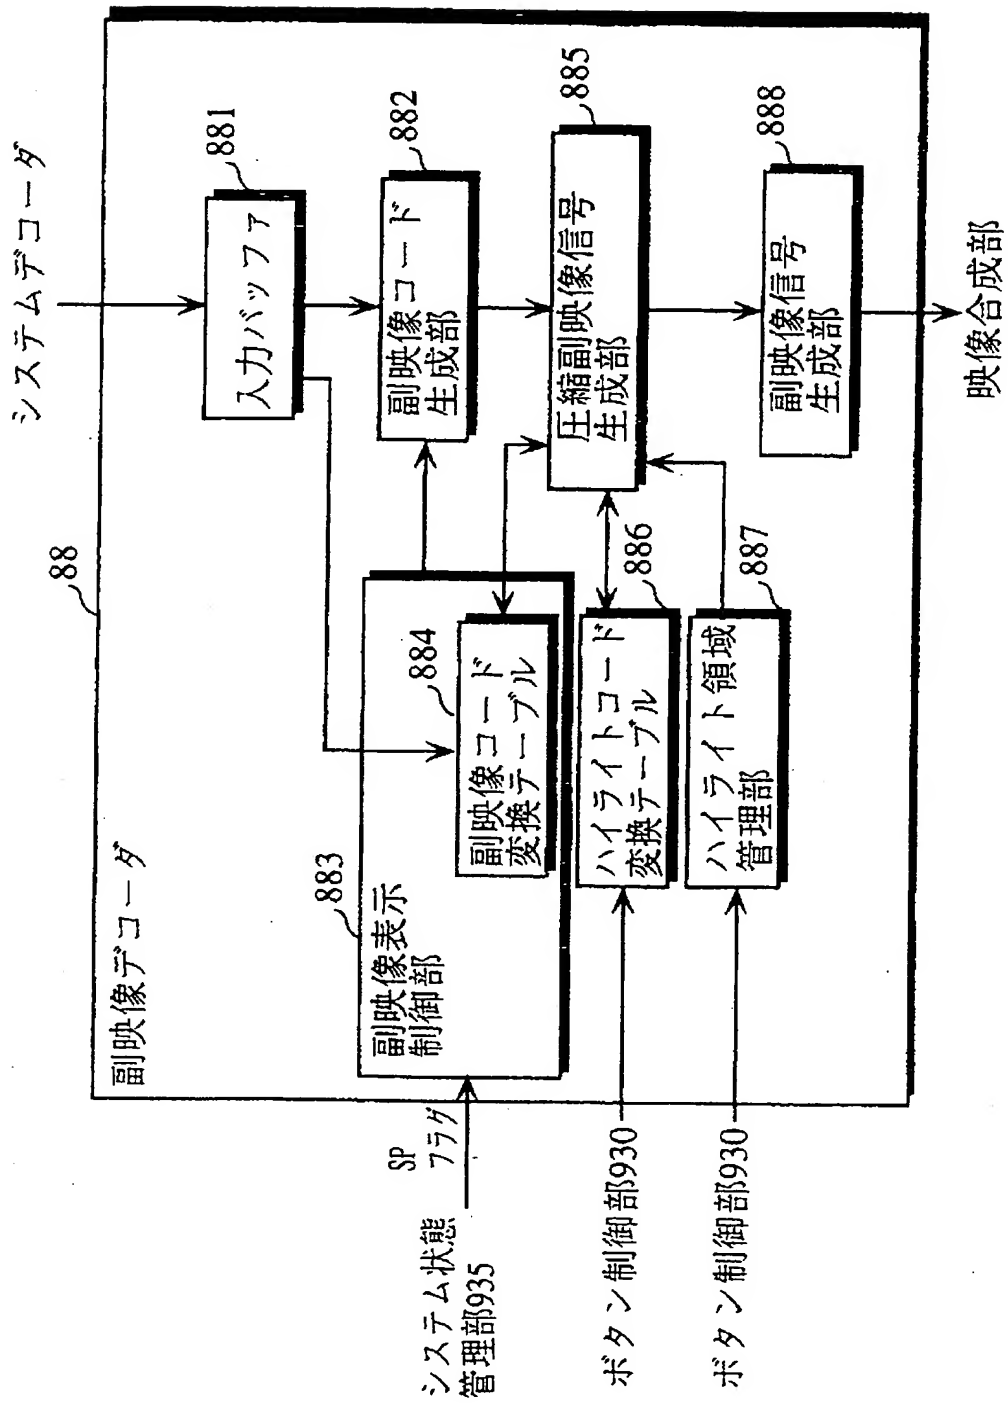 88
副映像デコーダ
システムデコーダ
入力バッファ
881
副映像コード
生成部
882
副映像表示
制御部
883
副映像コード
変換テーブル
884
圧縮副映像信号
生成部
885
ハイライトコード
変換テーブル
886
ハイライト領域
管理部
887
副映像信号
生成部
888
映像合成部
SP
フラグ
システム状態
管理部935
ボタン制御部930
ボタン制御部930